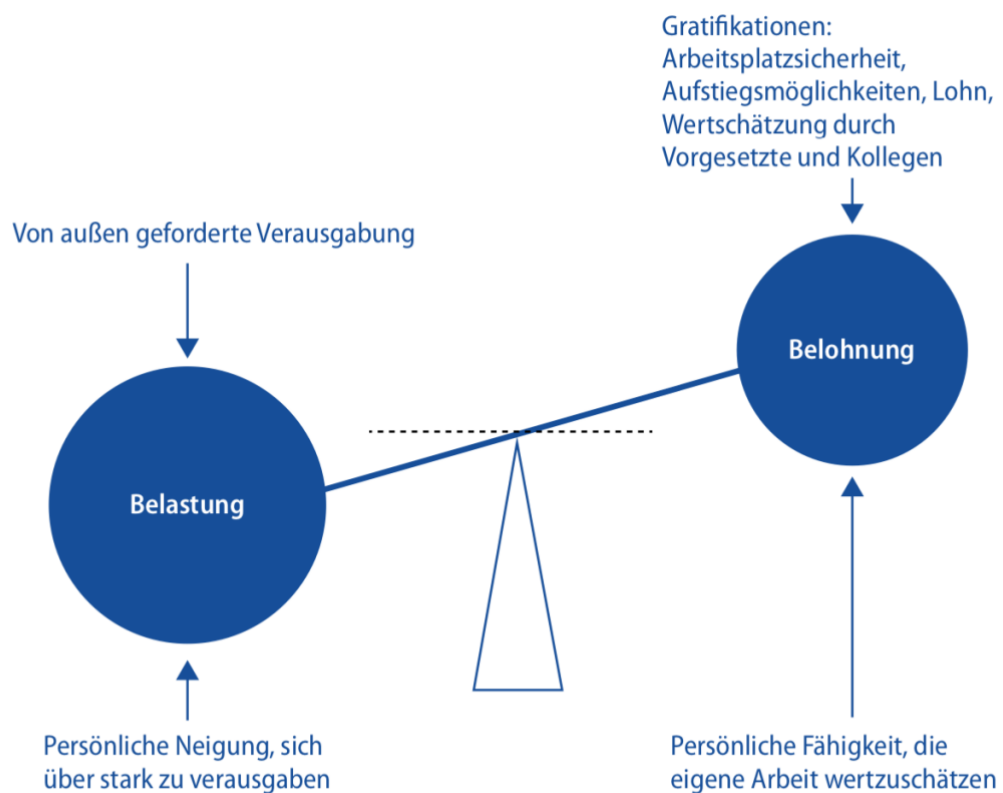 Gratifikationen:
Arbeitsplatzsicherheit,
Aufstiegsmöglichkeiten, Lohn,
Wertschätzung durch
Vorgesetzte und Kollegen
Von außen geforderte Verausgabung
Belohnung
Belastung
Persönliche Neigung, sich
über stark zu verausgaben
Persönliche Fähigkeit, die
eigene Arbeit wertzuschätzen